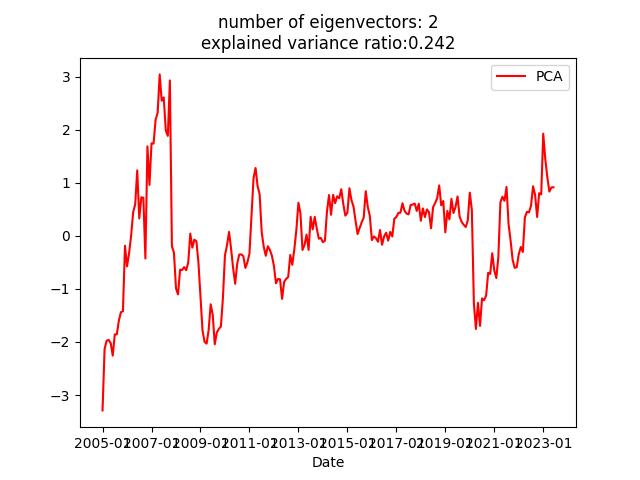 number of eigenvectors: 2
explained variance ratio:0.242
PCA
3
2
1
0
−1
−2
−3
2005-01 2007-01 2009-01 2011-01 2013-01 2015-01 2017-01 2019-01 2021-01 2023-01
Date